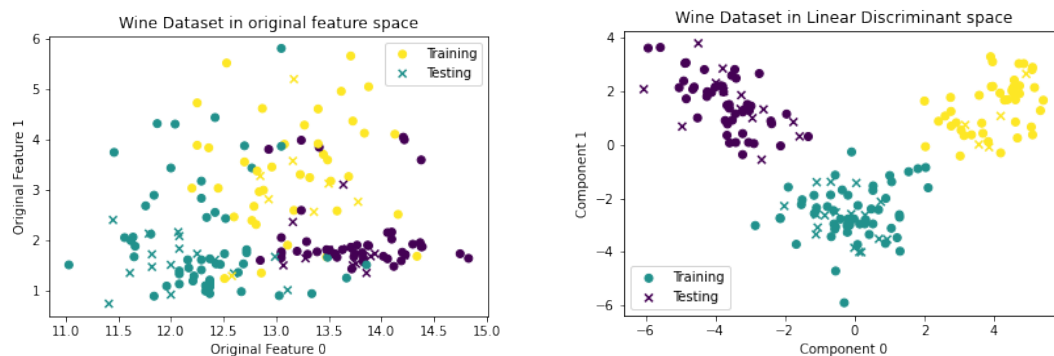 Wine Dataset in original feature space
6
5
4
3
2
1
Original Feature 1
Training
Testing
11.0 11.5 12.0 12.5 13.0 13.5 14.0 14.5 15.0
Original Feature 0
Wine Dataset in Linear Discriminant space
4
2
0
−2
−4
−6
Component 1
Training
Testing
−6 −4 −2 0 2 4
Component 0